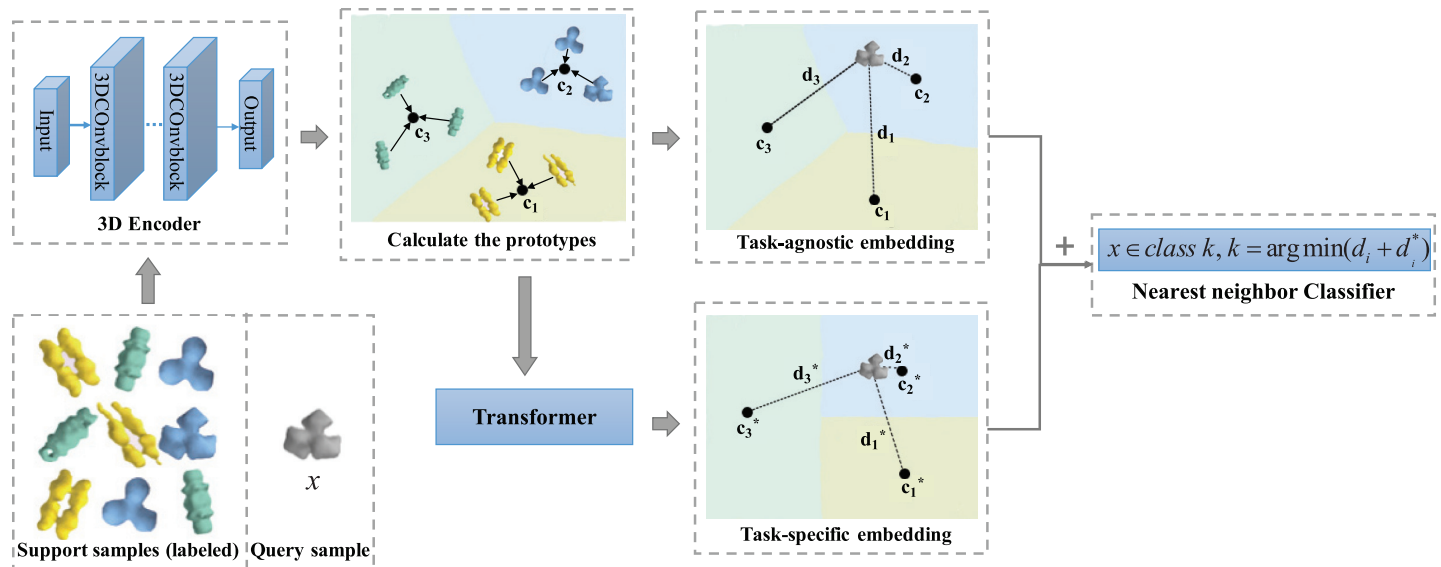 Input
3DCOnvblock
3DCOnvblock
Output
3D Encoder
c₂
c₃
c₁
Calculate the prototypes
d₃
d₂
c₂
d₁
c₃
c₁
Task-agnostic embedding
+
x ∈ class k, k = arg min(dᵢ + dᵢ*)
Nearest neighbor Classifier
Transformer
d₂*
c₂*
d₃*
c₃*
d₁*
c₁*
Task-specific embedding
x
Support samples (labeled)
Query sample